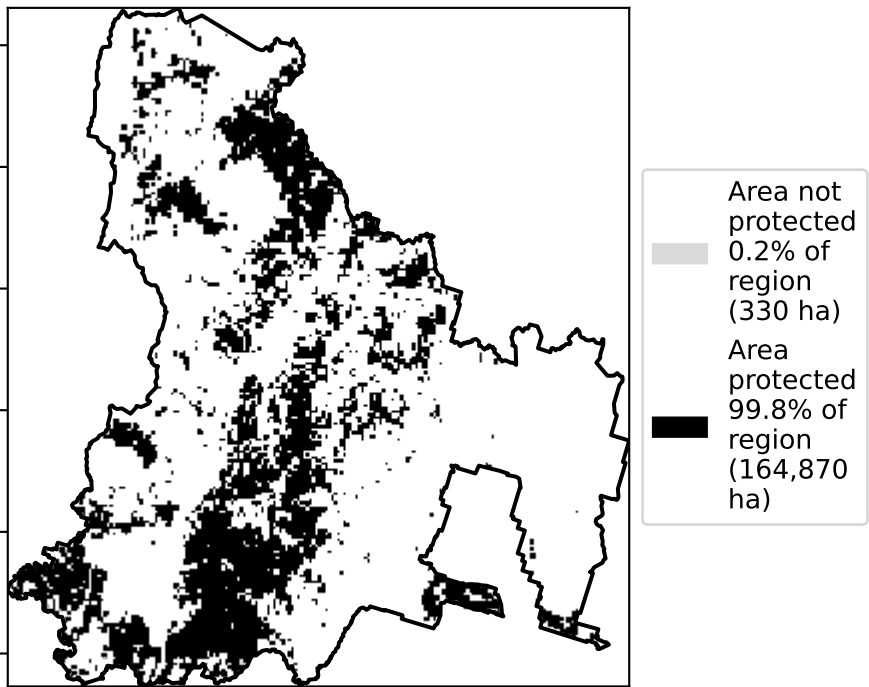 Area not
protected
0.2% of
region
(330 ha)
Area
protected
99.8% of
region
(164,870
ha)